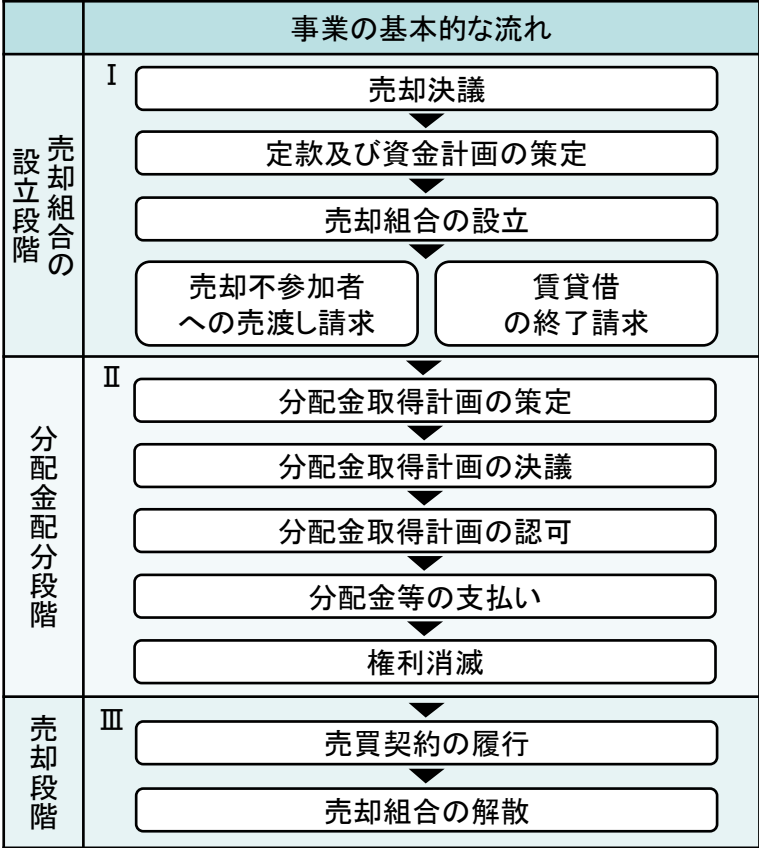 事業の基本的な流れ
売却組合の
設立段階
Ⅰ
売却決議
定款及び資金計画の策定
売却組合の設立
売却不参加者
への売渡し請求
賃貸借
の終了請求
分配金配分段階
Ⅱ
分配金取得計画の策定
分配金取得計画の決議
分配金取得計画の認可
分配金等の支払い
権利消滅
売却段階
Ⅲ
売買契約の履行
売却組合の解散